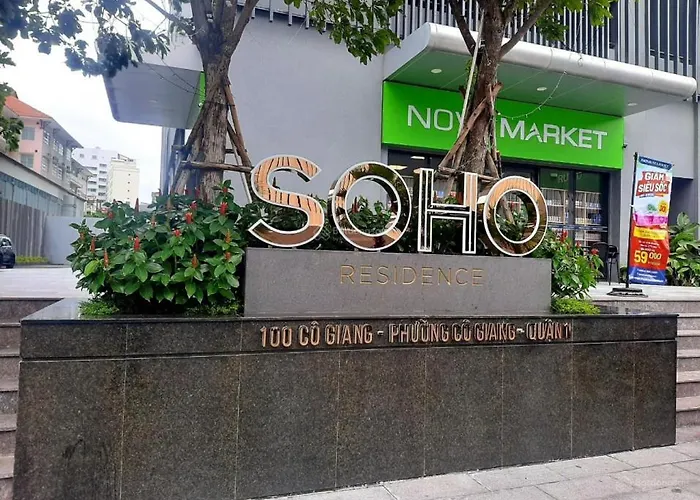 NOVA MARKET
SOHO
RESIDENCE
100 CÔ GIANG - PHƯỜNG CÔ GIANG - QUẬN 1
GIẢM
SIÊU SỐC
59.000